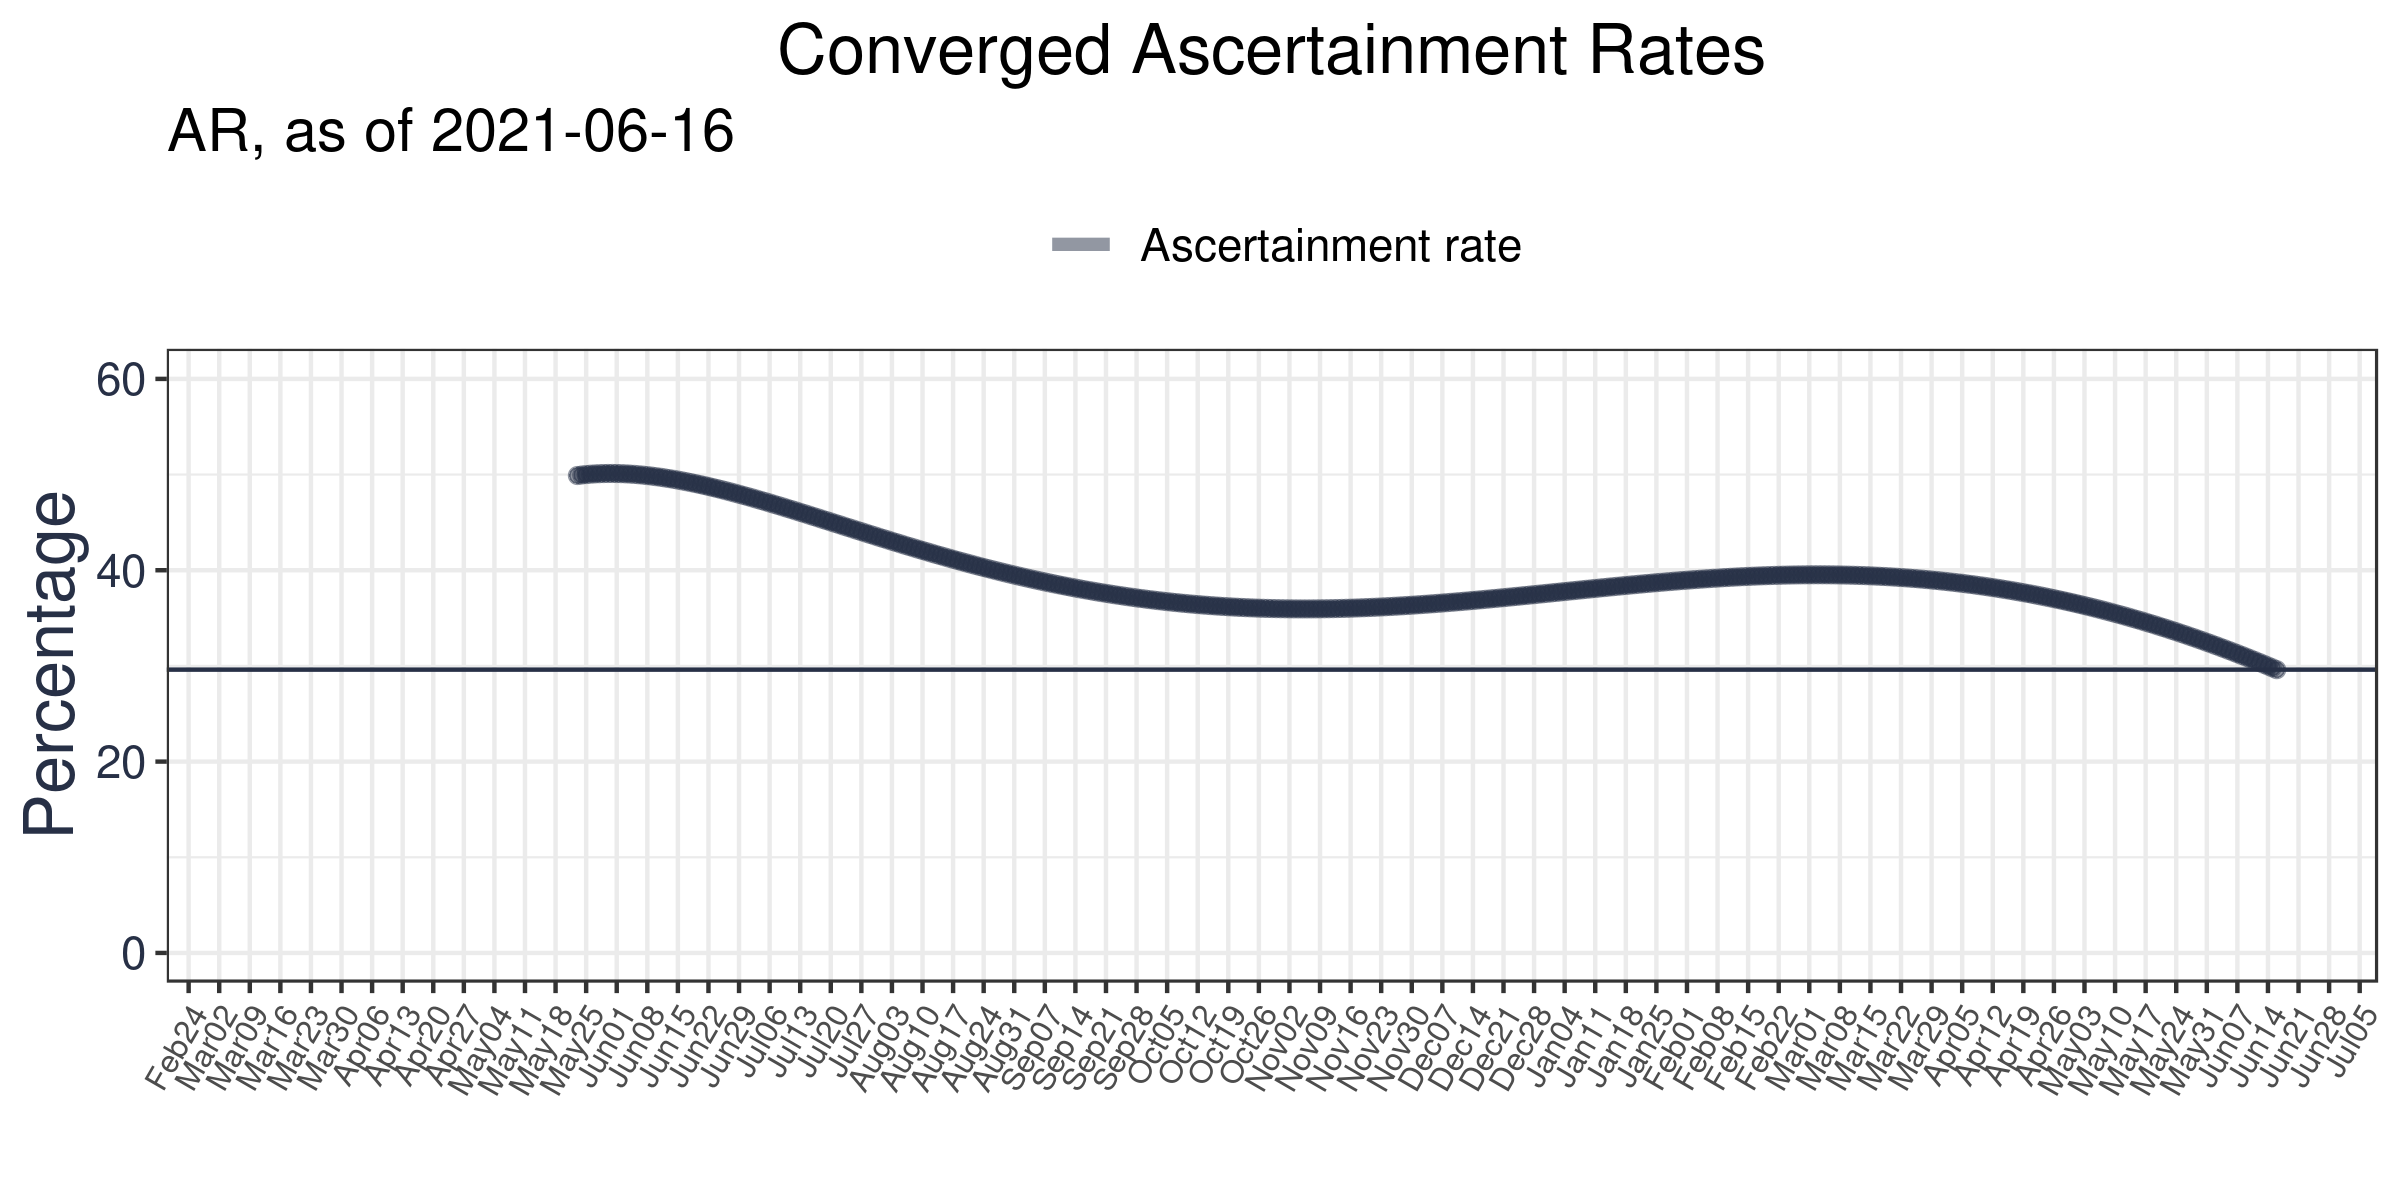 Converged Ascertainment Rates
AR, as of 2021-06-16
Ascertainment rate
Percentage
60
40
20
0
Feb24
Mar02
Mar09
Mar16
Mar23
Mar30
Apr06
Apr13
Apr20
Apr27
May04
May11
May18
May25
Jun01
Jun08
Jun15
Jun22
Jun29
Jul06
Jul13
Jul20
Jul27
Aug03
Aug10
Aug17
Aug24
Aug31
Sep07
Sep14
Sep21
Sep28
Oct05
Oct12
Oct19
Oct26
Nov02
Nov09
Nov16
Nov23
Nov30
Dec07
Dec14
Dec21
Dec28
Jan04
Jan11
Jan18
Jan25
Feb01
Feb08
Feb15
Feb22
Mar01
Mar08
Mar15
Mar22
Mar29
Apr05
Apr12
Apr19
Apr26
May03
May10
May17
May24
May31
Jun07
Jun14
Jun21
Jun28
Jul05